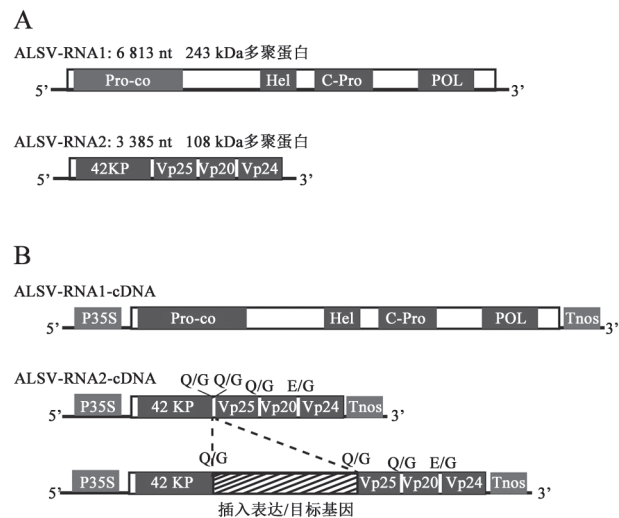 A
ALSV-RNA1: 6 813 nt 243 kDa多聚蛋白
5’ Pro-co Hel C-Pro POL 3’
ALSV-RNA2: 3 385 nt 108 kDa多聚蛋白
5’ 42KP Vp25 Vp20 Vp24 3’
B
ALSV-RNA1-cDNA
5’ P35S Pro-co Hel C-Pro POL Tnos 3’
ALSV-RNA2-cDNA
Q/G Q/G Q/G E/G
5’ P35S 42 KP Vp25 Vp20 Vp24 Tnos 3’
Q/G Q/G Q/G E/G
5’ P35S 42 KP Vp25 Vp20 Vp24 Tnos 3’
插入表达/目标基因